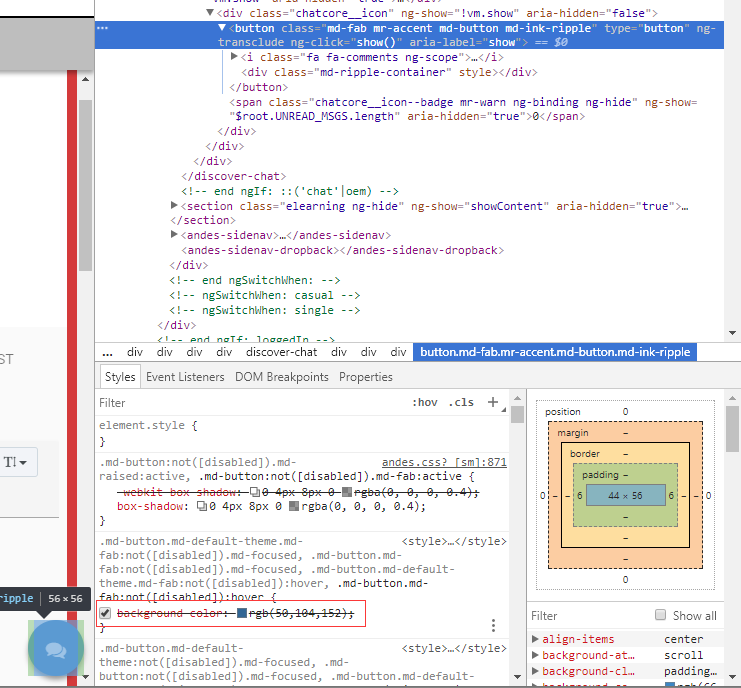 <div class="chatcore__icon" ng-show="!vm.show" aria-hidden="false">
<button class="md-fab mr-accent md-button md-ink-ripple" type="button" ng-
transclude ng-click="show()" aria-label="show"> == $0
<i class="fa fa-comments ng-scope">…</i>
<div class="md-ripple-container" style></div>
</button>
<span class="chatcore__icon--badge mr-warn ng-binding ng-hide" ng-show=
"$root.UNREAD_MSGS.length" aria-hidden="true">0</span>
</div>
</div>
</div>
</discover-chat>
<!-- end ngIf: ::('chat'|oem) -->
<section class="elearning ng-hide" ng-show="showContent" aria-hidden="true">…
</section>
<andes-sidenav>…</andes-sidenav>
<andes-sidenav-dropback></andes-sidenav-dropback>
</div>
<!-- end ngSwitchWhen: -->
<!-- ngSwitchWhen: casual -->
<!-- ngSwitchWhen: single -->
</div>
<!-- end ngIf: loggedIn -->
... div div div div discover-chat div div div button.md-fab.mr-accent.md-button.md-ink-ripple
ST
Styles Event Listeners DOM Breakpoints Properties
Filter :hov .cls +
element.style {
}
.md-button:not([disabled]).md- andes.css? [sm]:871
raised:active, .md-button:not([disabled]).md-fab:active {
-webkit-box-shadow: 0 4px 8px 0 rgba(0, 0, 0, 0.4);
box-shadow: 0 4px 8px 0 rgba(0, 0, 0, 0.4);
}
.md-button.md-default-theme.md- <style>…</style>
fab:not([disabled]).md-focused, .md-button.md-
fab:not([disabled]).md-focused, .md-button.md-default-
theme.md-fab:not([disabled]):hover, .md-button.md-
fab:not([disabled]):hover {
background-color: rgb(50,104,152);
}
.md-button.md-default- <style>…</style>
theme:not([disabled]).md-focused, .md-
button:not([disabled]).md-focused, .md-button.md-default-
ripple 56 × 56
position 0
margin –
border –
padding –
0 – – 6 44 × 56 6 – – 0
–
–
–
0
Filter Show all
align-items center
background-at… scroll
background-cl… padding…